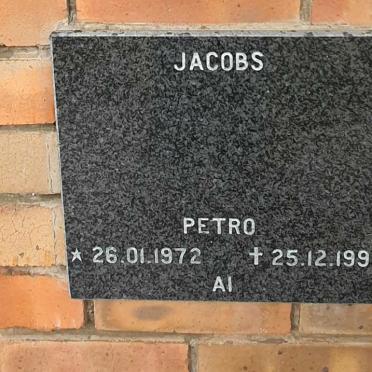 JACOBS
PETRO
* 26.01.1972 † 25.12.199
AI